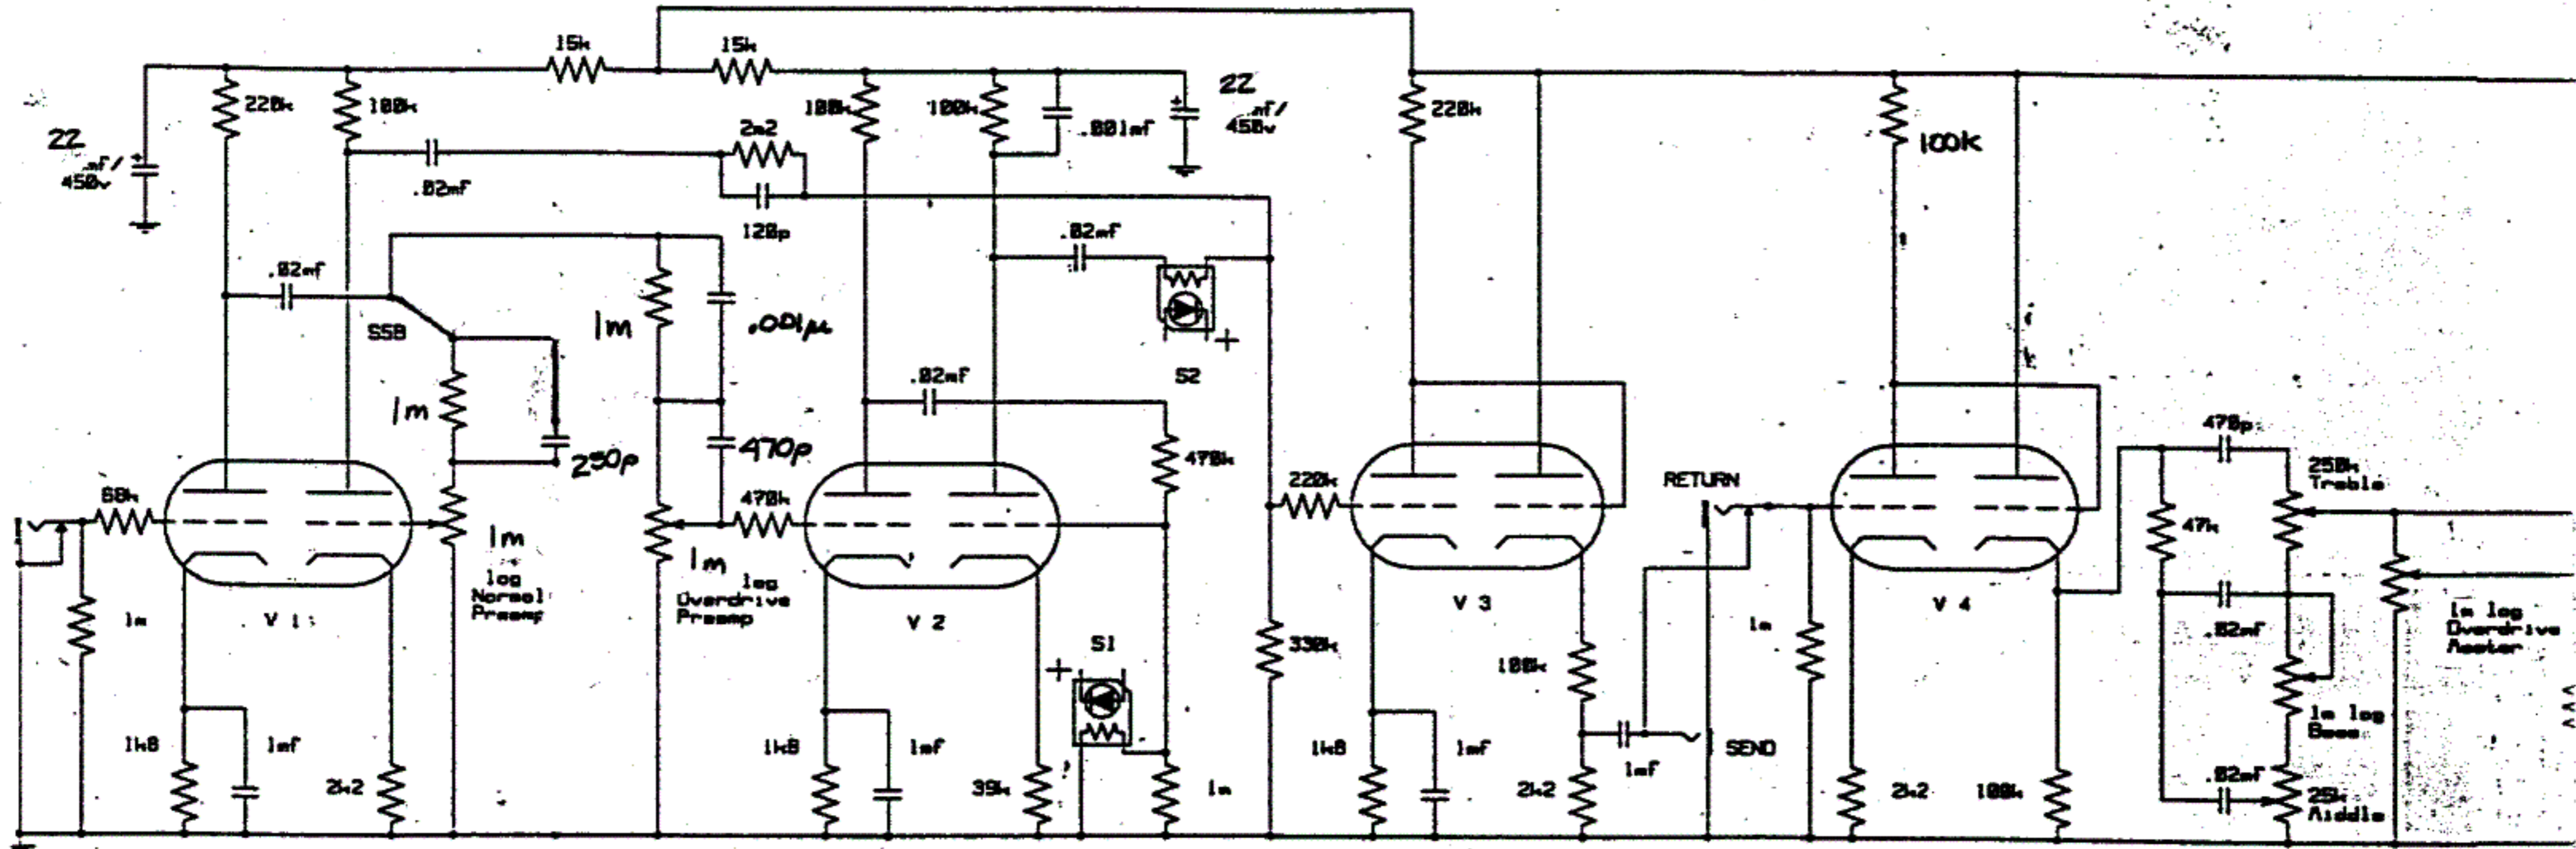 15k
15k
220k
100k
22
mf/
450v
.02mf
2m2
120p
100k
100k
.001mf
22
mf/
450v
220k
100k
.02mf
S5B
1m
250p
1m
.001μ
470p
.02mf
S2
.02mf
470k
68k
1m
V 1
1m
log
Normal
Preamp
1m
log
Overdrive
Preamp
470k
V 2
S1
220k
330k
V 3
RETURN
1m
V 4
470p
250k
Treble
47k
.02mf
1m log
Bass
.02mf
25k
Middle
1m log
Overdrive
Master
1k8
1mf
2k2
1k8
1mf
39k
1m
1k8
1mf
100k
2k2
1mf
SEND
2k2
100k